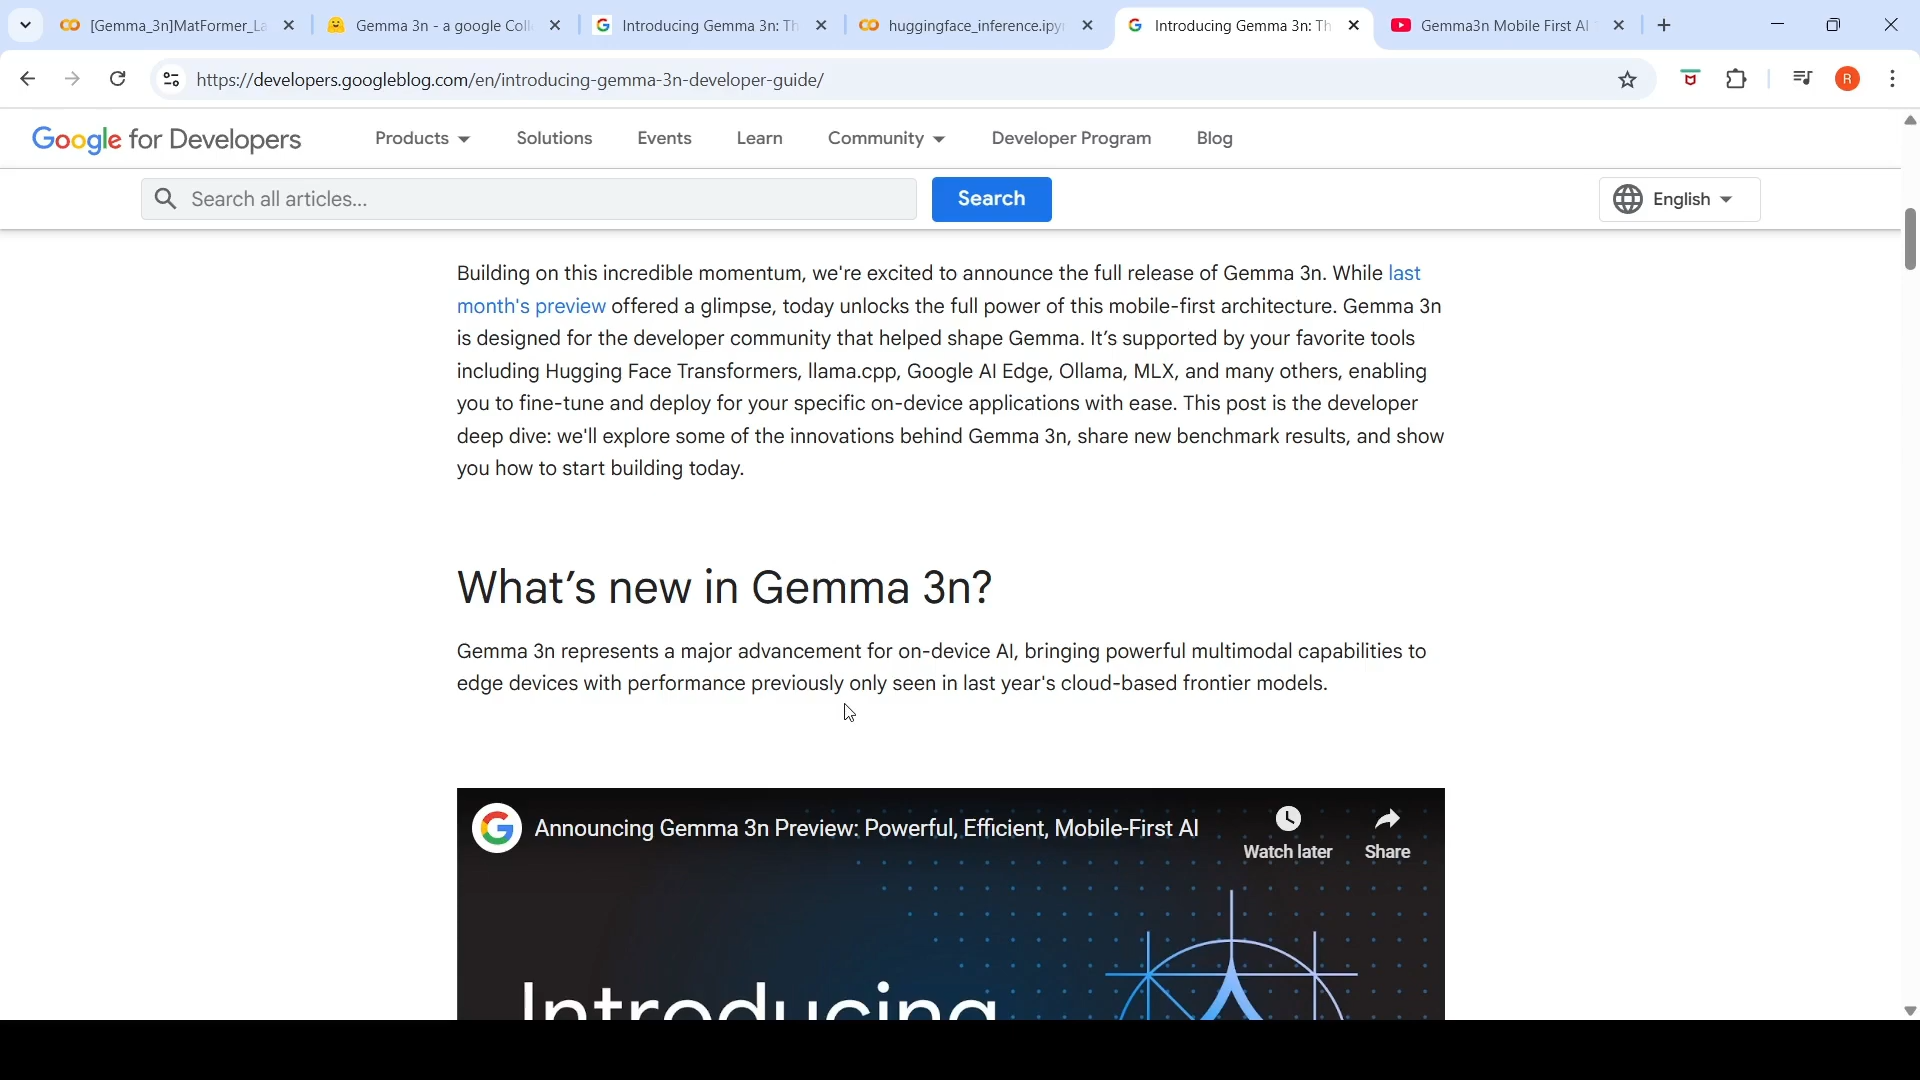 [Gemma_3n]MatFormer_La
Gemma 3n - a google Coll
Introducing Gemma 3n: Th
huggingface_inference.ipyn
Introducing Gemma 3n: Th
Gemma3n Mobile First AI
https://developers.googleblog.com/en/introducing-gemma-3n-developer-guide/
R
Google for Developers
Products
Solutions
Events
Learn
Community
Developer Program
Blog
Search all articles...
Search
English
Building on this incredible momentum, we're excited to announce the full release of Gemma 3n. While last
month's preview offered a glimpse, today unlocks the full power of this mobile-first architecture. Gemma 3n
is designed for the developer community that helped shape Gemma. It’s supported by your favorite tools
including Hugging Face Transformers, llama.cpp, Google AI Edge, Ollama, MLX, and many others, enabling
you to fine-tune and deploy for your specific on-device applications with ease. This post is the developer
deep dive: we'll explore some of the innovations behind Gemma 3n, share new benchmark results, and show
you how to start building today.
What’s new in Gemma 3n?
Gemma 3n represents a major advancement for on-device AI, bringing powerful multimodal capabilities to
edge devices with performance previously only seen in last year's cloud-based frontier models.
Announcing Gemma 3n Preview: Powerful, Efficient, Mobile-First AI
Watch later
Share
Introducing